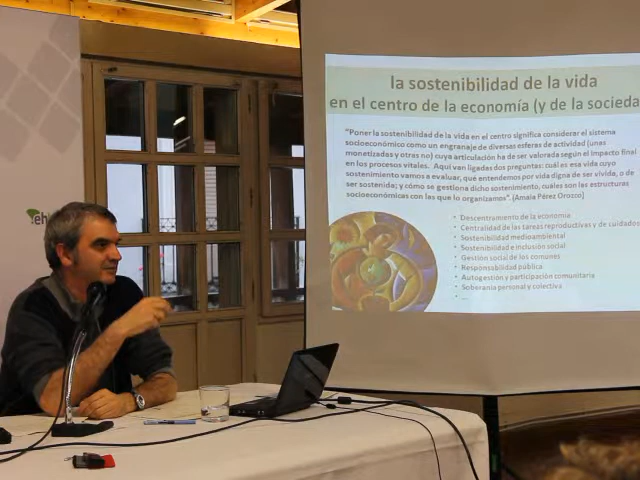 .eh
la sostenibilidad de la vida
en el centro de la economía (y de la socieda
"Poner la sostenibilidad de la vida en el centro significa considerar el sistema
socioeconómico como un engranaje de diversas esferas de actividad (unas
monetizadas y otras no) cuya articulación ha de ser valorada según el impacto final
en los procesos vitales. Aquí van ligadas dos preguntas: cuál es esa vida cuyo
sostenimiento vamos a evaluar, qué entendemos por vida digna de ser vivida, o de
ser sostenida; y cómo se gestiona dicho sostenimiento, cuáles son las estructuras
socioeconómicas con las que lo organizamos". (Amaia Pérez Orozco)
• Descentramiento de la economía
• Centralidad de las tareas reproductivas y de cuidados
• Sostenibilidad medioambiental
• Sostenibilidad e inclusión social
• Gestión social de los comunes
• Responsabilidad pública
• Autogestión y participación comunitaria
• Soberanía personal y colectiva
• ...